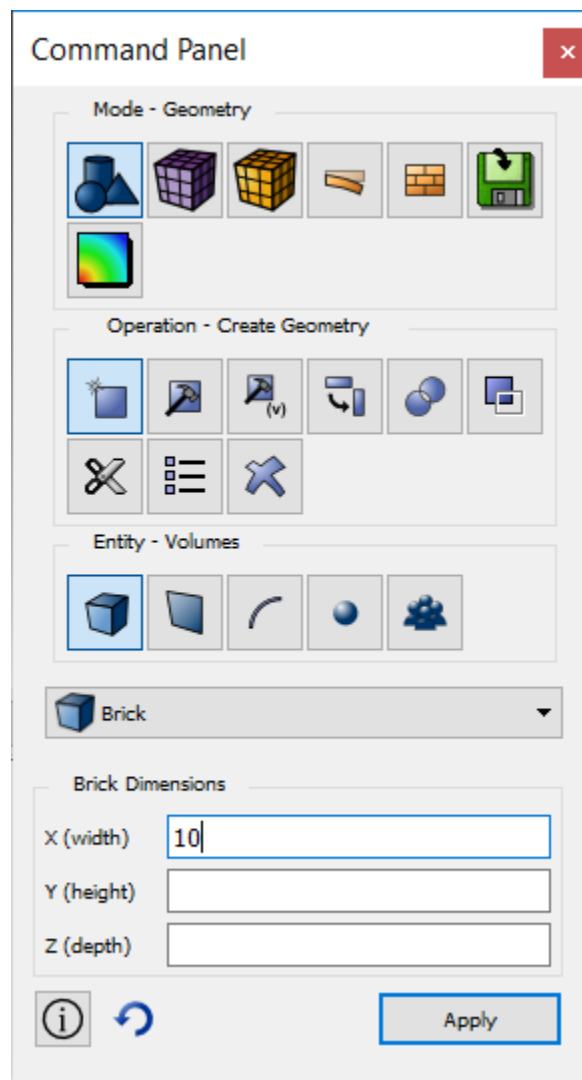 Command Panel
Mode - Geometry
Operation - Create Geometry
(v)
Entity - Volumes
Brick
Brick Dimensions
X (width) 10
Y (height)
Z (depth)
Apply